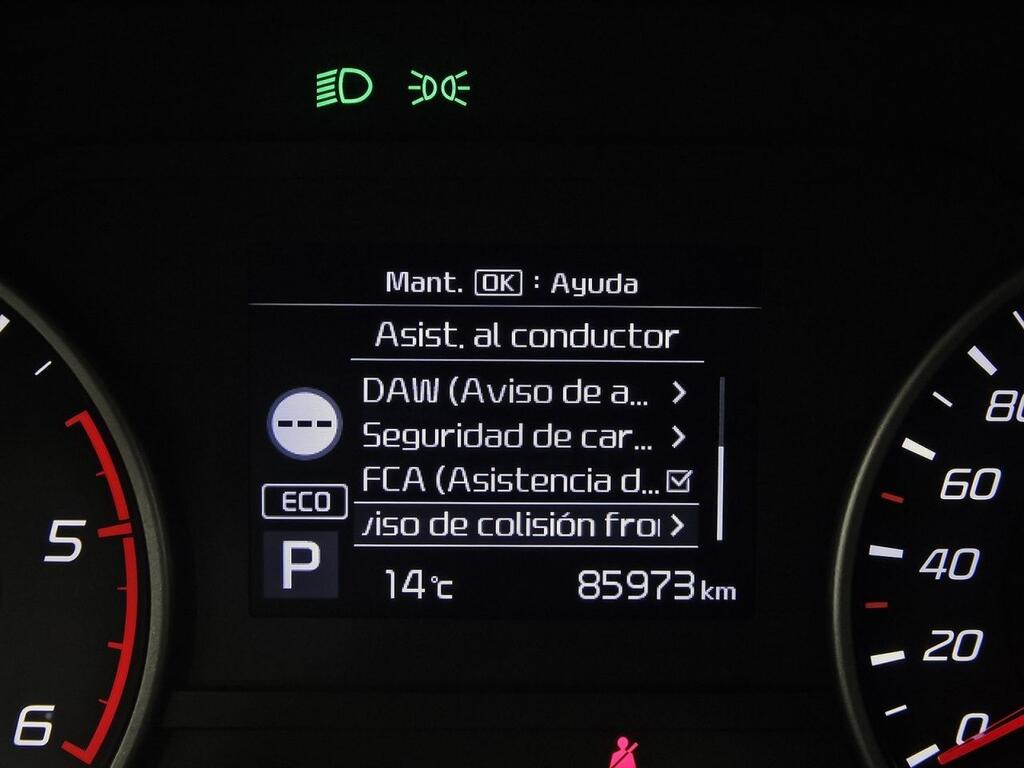 Mant. OK : Ayuda
Asist. al conductor
DAW (Aviso de a... >
Seguridad de car... >
FCA (Asistencia d...
viso de colisión fro >
---
ECO
P
14°C
85973 km
5
6
80
60
40
20
0